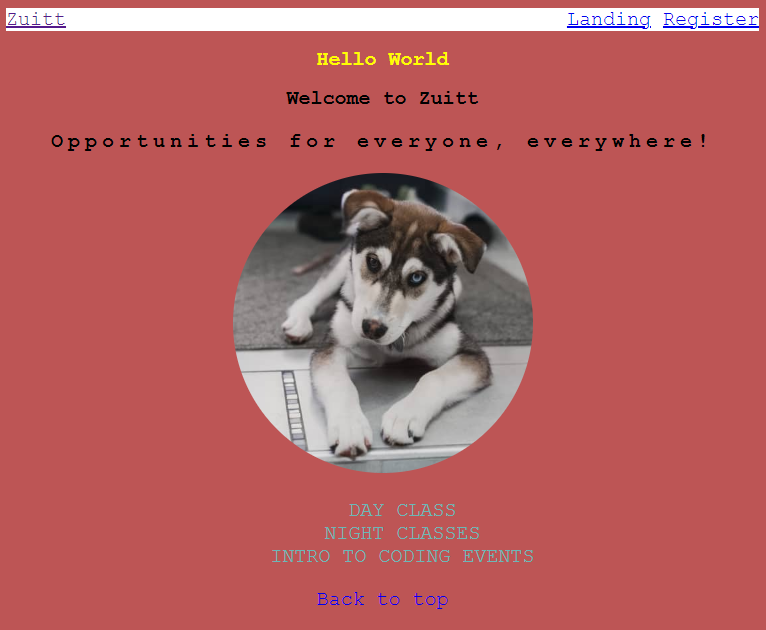 Zuitt Landing Register
Hello World
Welcome to Zuitt
Opportunities for everyone, everywhere!
DAY CLASS
NIGHT CLASSES
INTRO TO CODING EVENTS
Back to top